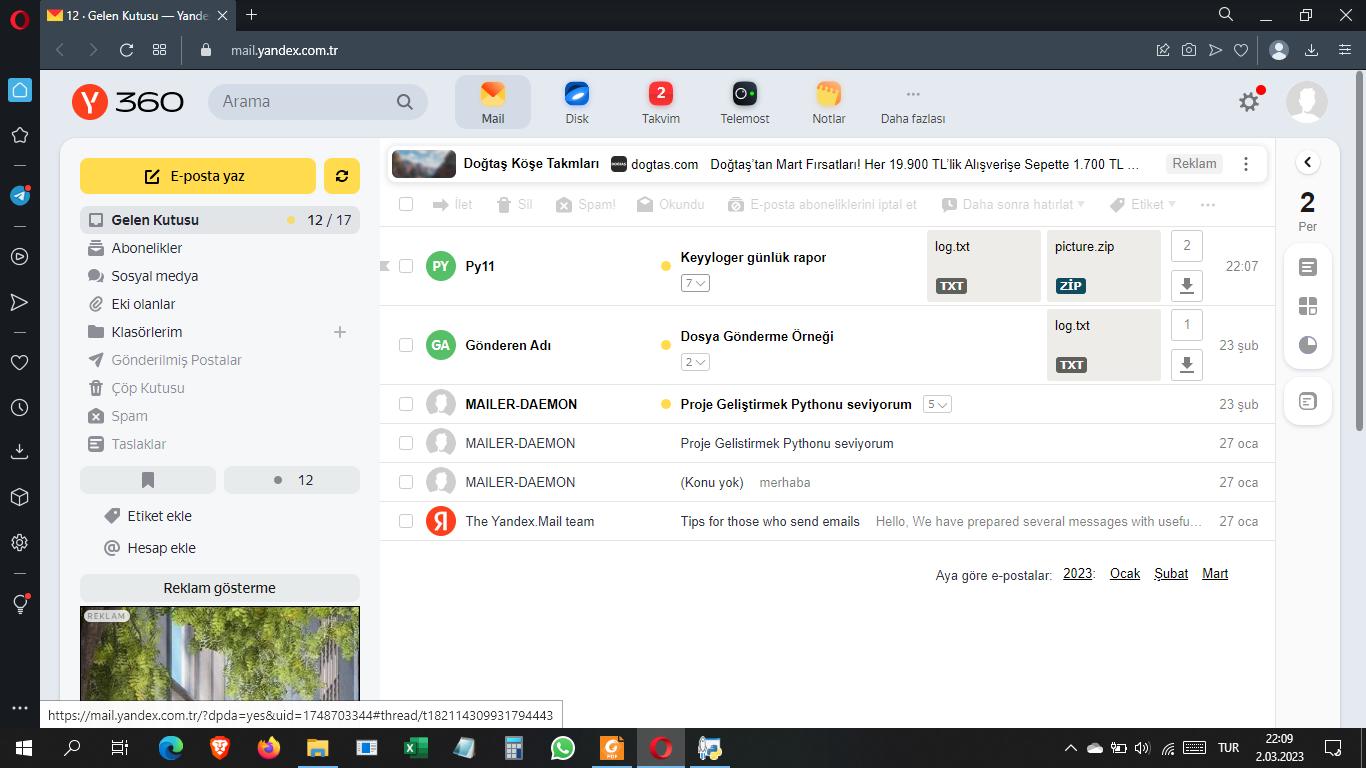 12 · Gelen Kutusu — Yande
mail.yandex.com.tr
Y 360
Arama
Mail
Disk
2
Takvim
Telemost
Notlar
Daha fazlası
E-posta yaz
Gelen Kutusu 12 / 17
Abonelikler
Sosyal medya
Eki olanlar
Klasörlerim
Gönderilmiş Postalar
Çöp Kutusu
Spam
Taslaklar
12
Etiket ekle
Hesap ekle
Reklam gösterme
REKLAM
Doğtaş Köşe Takmları DOĞTAŞ dogtas.com Doğtaş'tan Mart Fırsatları! Her 19.900 TL'lik Alışverişe Sepette 1.700 TL ... Reklam
İlet Sil Spam! Okundu E-posta aboneliklerini iptal et Daha sonra hatırlat Etiket
PY Py11 Keyyloger günlük rapor 7 log.txt TXT picture.zip ZİP 2 22:07
GA Gönderen Adı Dosya Gönderme Örneği 2 log.txt TXT 1 23 şub
MAILER-DAEMON Proje Geliştirmek Pythonu seviyorum 5 23 şub
MAILER-DAEMON Proje Gelistirmek Pythonu seviyorum 27 oca
MAILER-DAEMON (Konu yok) merhaba 27 oca
Я The Yandex.Mail team Tips for those who send emails Hello, We have prepared several messages with usefu... 27 oca
Aya göre e-postalar: 2023: Ocak Şubat Mart
2
Per
https://mail.yandex.com.tr/?dpda=yes&uid=1748703344#thread/t182114309931794443
PDF
TUR
22:09
2.03.2023